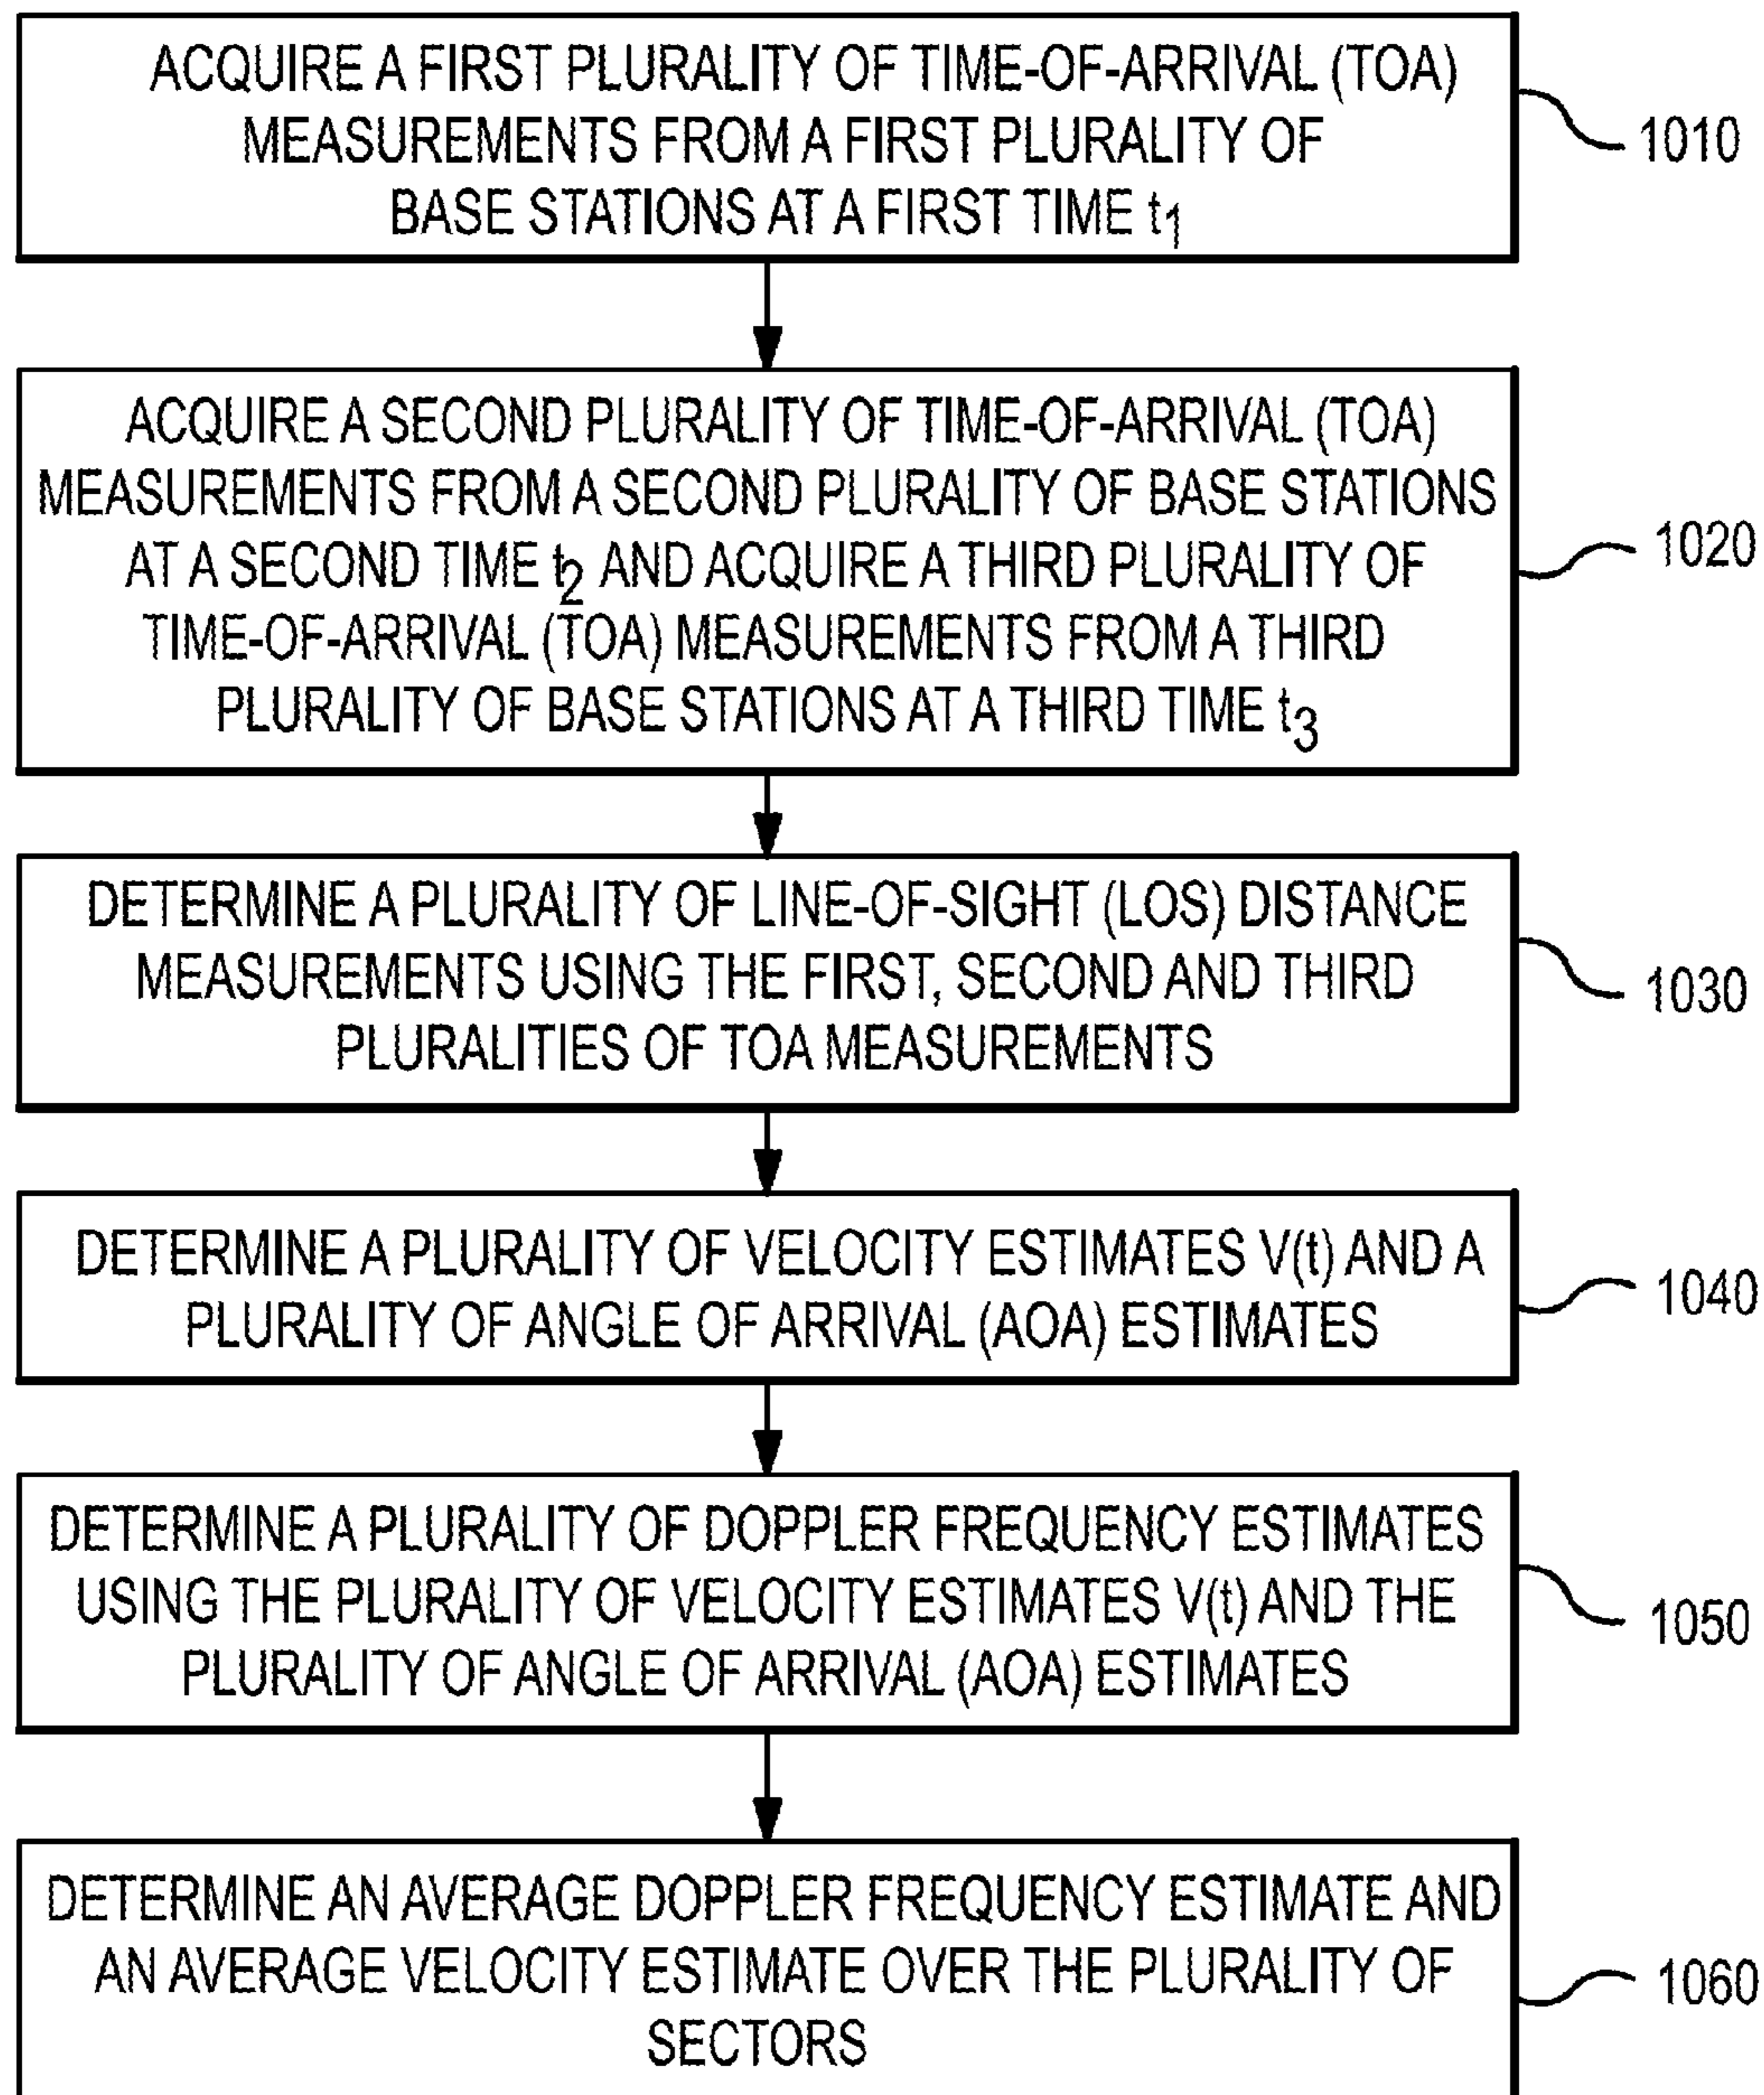 ACQUIRE A FIRST PLURALITY OF TIME-OF-ARRIVAL (TOA)
MEASUREMENTS FROM A FIRST PLURALITY OF
BASE STATIONS AT A FIRST TIME t1
1010
ACQUIRE A SECOND PLURALITY OF TIME-OF-ARRIVAL (TOA)
MEASUREMENTS FROM A SECOND PLURALITY OF BASE STATIONS
AT A SECOND TIME t2 AND ACQUIRE A THIRD PLURALITY OF
TIME-OF-ARRIVAL (TOA) MEASUREMENTS FROM A THIRD
PLURALITY OF BASE STATIONS AT A THIRD TIME t3
1020
DETERMINE A PLURALITY OF LINE-OF-SIGHT (LOS) DISTANCE
MEASUREMENTS USING THE FIRST, SECOND AND THIRD
PLURALITIES OF TOA MEASUREMENTS
1030
DETERMINE A PLURALITY OF VELOCITY ESTIMATES V(t) AND A
PLURALITY OF ANGLE OF ARRIVAL (AOA) ESTIMATES
1040
DETERMINE A PLURALITY OF DOPPLER FREQUENCY ESTIMATES
USING THE PLURALITY OF VELOCITY ESTIMATES V(t) AND THE
PLURALITY OF ANGLE OF ARRIVAL (AOA) ESTIMATES
1050
DETERMINE AN AVERAGE DOPPLER FREQUENCY ESTIMATE AND
AN AVERAGE VELOCITY ESTIMATE OVER THE PLURALITY OF
SECTORS
1060